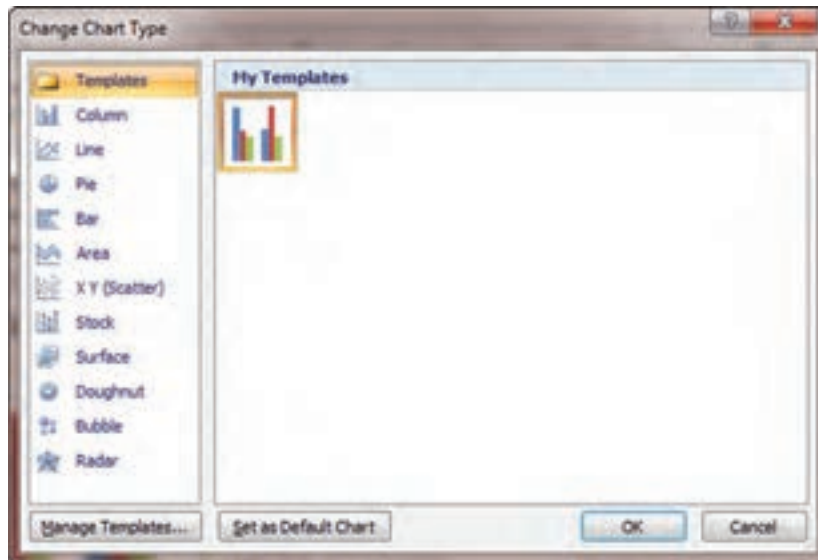 Change Chart Type
Templates
Column
Line
Pie
Bar
Area
X Y (Scatter)
Stock
Surface
Doughnut
Bubble
Radar
My Templates
Manage Templates...
Set as Default Chart
OK
Cancel